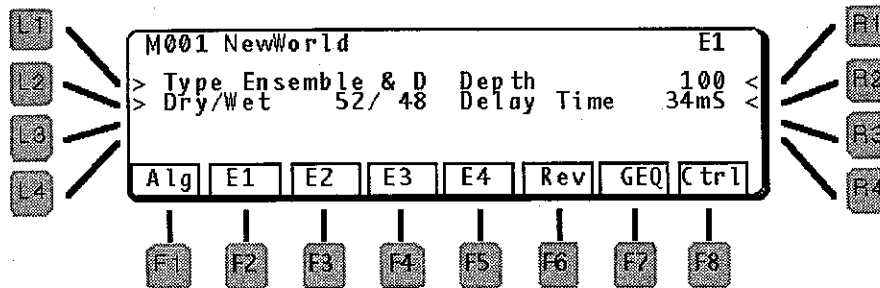 L1
R1
M001 NewWorld E1
L2
R2
> Type Ensemble & D Depth 100 <
> Dry/Wet 52/ 48 Delay Time 34mS <
L3
R3
L4
R4
Alg E1 E2 E3 E4 Rev GEQ Ctrl
F1 F2 F3 F4 F5 F6 F7 F8